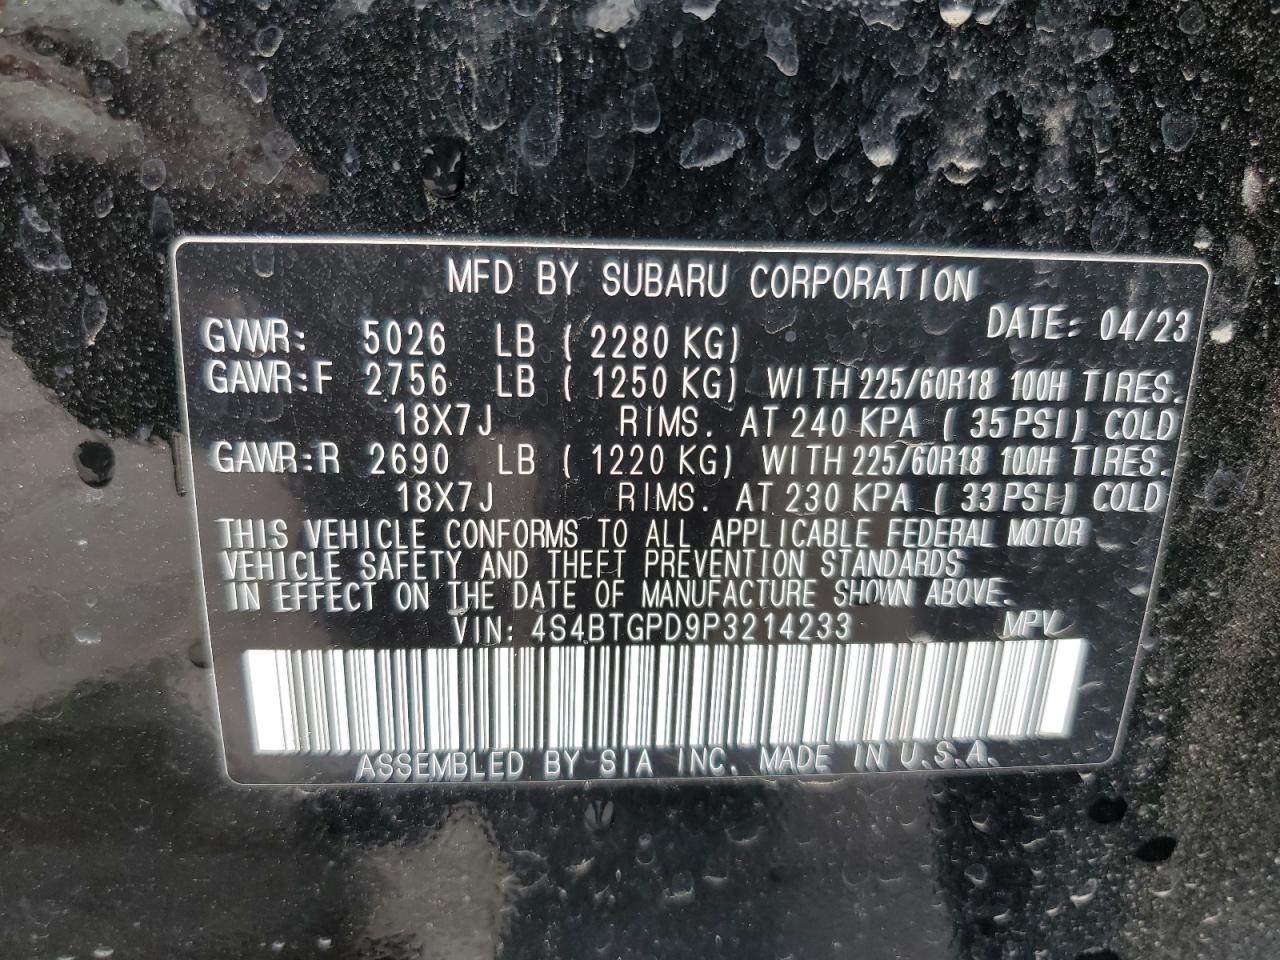 MFD BY SUBARU CORPORATION
DATE: 04/23
GVWR: 5026 LB ( 2280 KG)
GAWR:F 2756 LB ( 1250 KG) WITH 225/60R18 100H TIRES.
18X7J RIMS. AT 240 KPA ( 35 PSI) COLD
GAWR:R 2690 LB ( 1220 KG) WITH 225/60R18 100H TIRES.
18X7J RIMS. AT 230 KPA ( 33 PSI) COLD
THIS VEHICLE CONFORMS TO ALL APPLICABLE FEDERAL MOTOR
VEHICLE SAFETY AND THEFT PREVENTION STANDARDS
IN EFFECT ON THE DATE OF MANUFACTURE SHOWN ABOVE.
VIN: 4S4BTGPD9P3214233 MPV
ASSEMBLED BY SIA INC. MADE IN U.S.A.